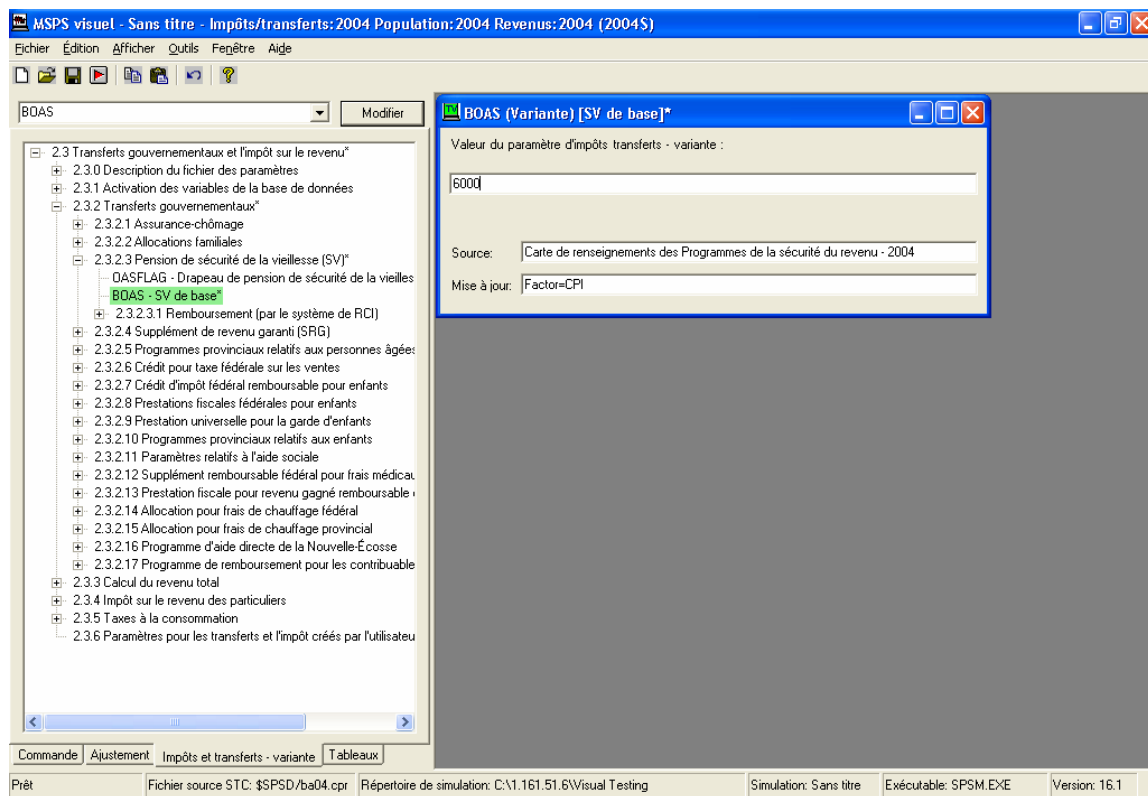 MSPS visuel - Sans titre - Impôts/transferts:2004 Population:2004 Revenus:2004 (2004$)
Fichier Édition Afficher Outils Fenêtre Aide
BOAS
Modifier
2.3 Transferts gouvernementaux et l'impôt sur le revenu*
2.3.0 Description du fichier des paramètres
2.3.1 Activation des variables de la base de données
2.3.2 Transferts gouvernementaux*
2.3.2.1 Assurance-chômage
2.3.2.2 Allocations familiales
2.3.2.3 Pension de sécurité de la vieillesse (SV)*
OASFLAG - Drapeau de pension de sécurité de la vieilles
BOAS - SV de base*
2.3.2.3.1 Remboursement (par le système de RCI)
2.3.2.4 Supplément de revenu garanti (SRG)
2.3.2.5 Programmes provinciaux relatifs aux personnes âgées
2.3.2.6 Crédit pour taxe fédérale sur les ventes
2.3.2.7 Crédit d'impôt fédéral remboursable pour enfants
2.3.2.8 Prestations fiscales fédérales pour enfants
2.3.2.9 Prestation universelle pour la garde d'enfants
2.3.2.10 Programmes provinciaux relatifs aux enfants
2.3.2.11 Paramètres relatifs à l'aide sociale
2.3.2.12 Supplément remboursable fédéral pour frais médicau
2.3.2.13 Prestation fiscale pour revenu gagné remboursable
2.3.2.14 Allocation pour frais de chauffage fédéral
2.3.2.15 Allocation pour frais de chauffage provincial
2.3.2.16 Programme d'aide directe de la Nouvelle-Écosse
2.3.2.17 Programme de remboursement pour les contribuable
2.3.3 Calcul du revenu total
2.3.4 Impôt sur le revenu des particuliers
2.3.5 Taxes à la consommation
2.3.6 Paramètres pour les transferts et l'impôt créés par l'utilisateu
Commande Ajustement Impôts et transferts - variante Tableaux
BOAS (Variante) [SV de base]*
Valeur du paramètre d'impôts transferts - variante :
6000
Source: Carte de renseignements des Programmes de la sécurité du revenu - 2004
Mise à jour: Factor=CPI
Prêt Fichier source STC: $SPSD/ba04.cpr Répertoire de simulation: C:\1.161.51.6\Visual Testing Simulation: Sans titre Exécutable: SPSM.EXE Version: 16.1